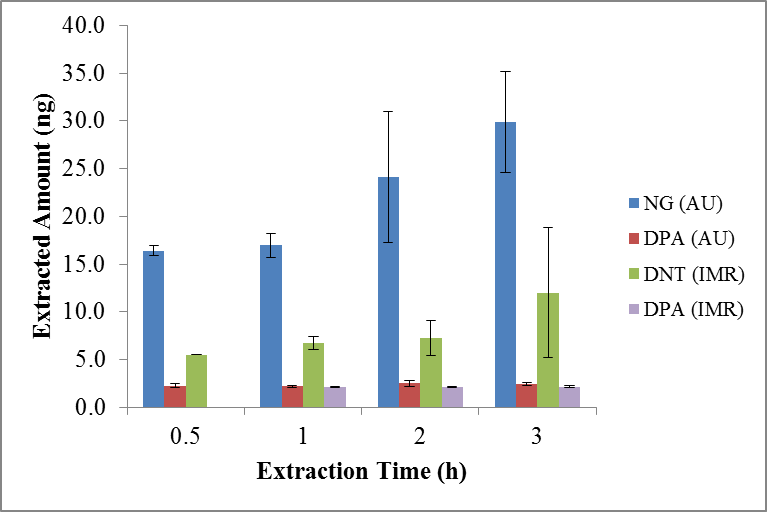 40.0
35.0
30.0
25.0
20.0
15.0
10.0
5.0
0.0
Extracted Amount (ng)
0.5 1 2 3
Extraction Time (h)
NG (AU)
DPA (AU)
DNT (IMR)
DPA (IMR)